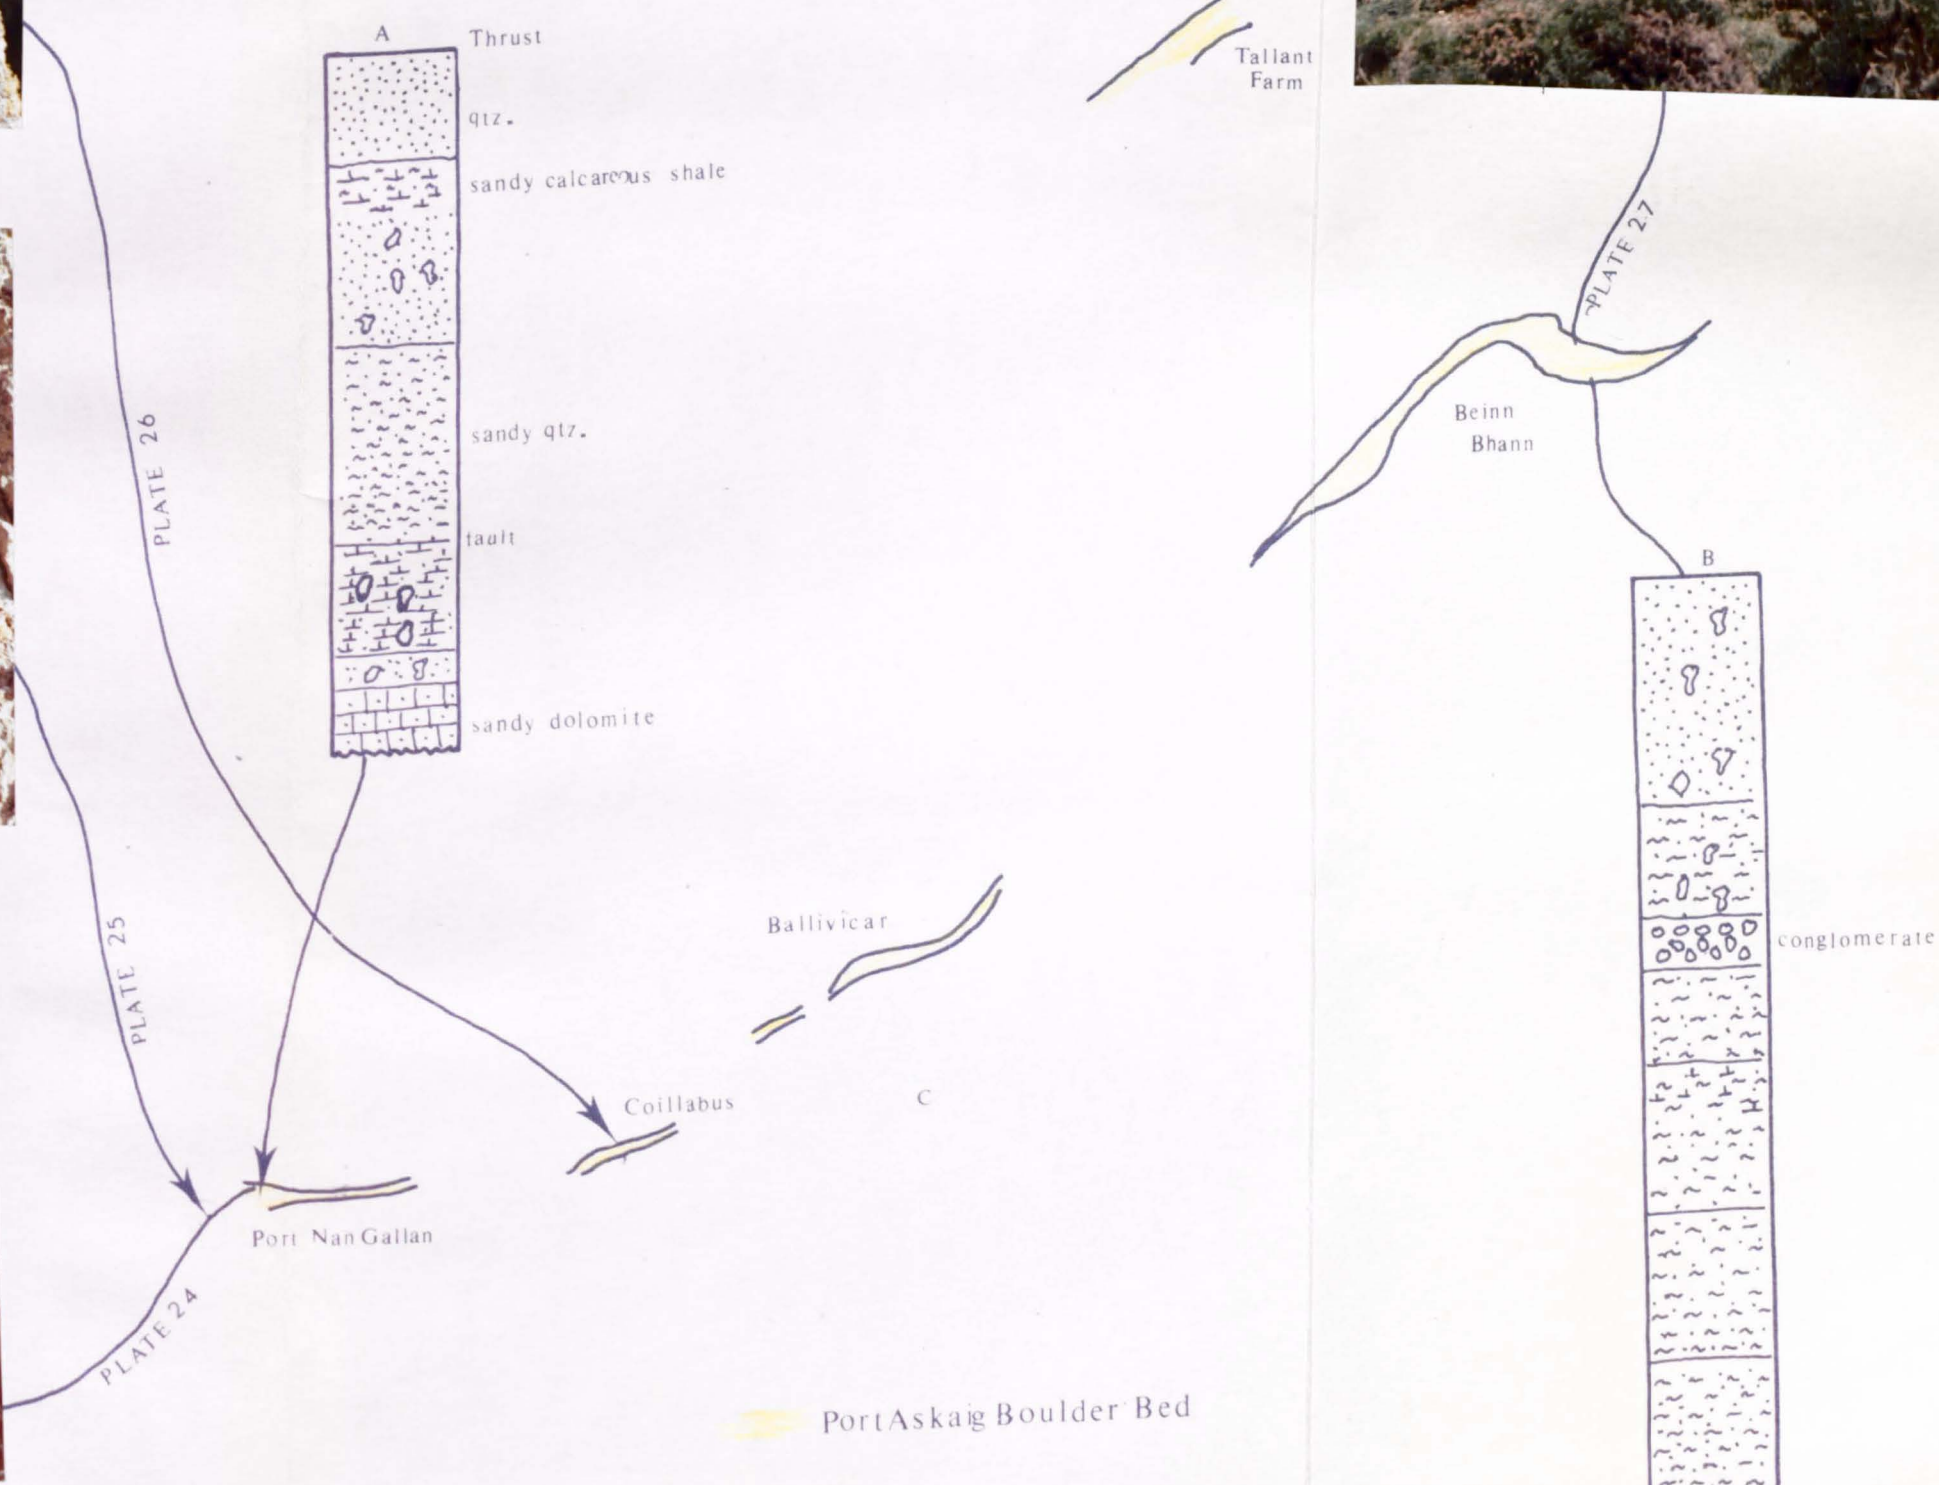 A
Thrust
qtz.
sandy calcareous shale
sandy qtz.
fault
sandy dolomite
PLATE 26
PLATE 25
PLATE 24
Port Nan Gallan
Coillabus
Ballivicar
C
Tallant
Farm
PLATE 27
Beinn
Bhann
B
conglomerate
Port Askaig Boulder Bed